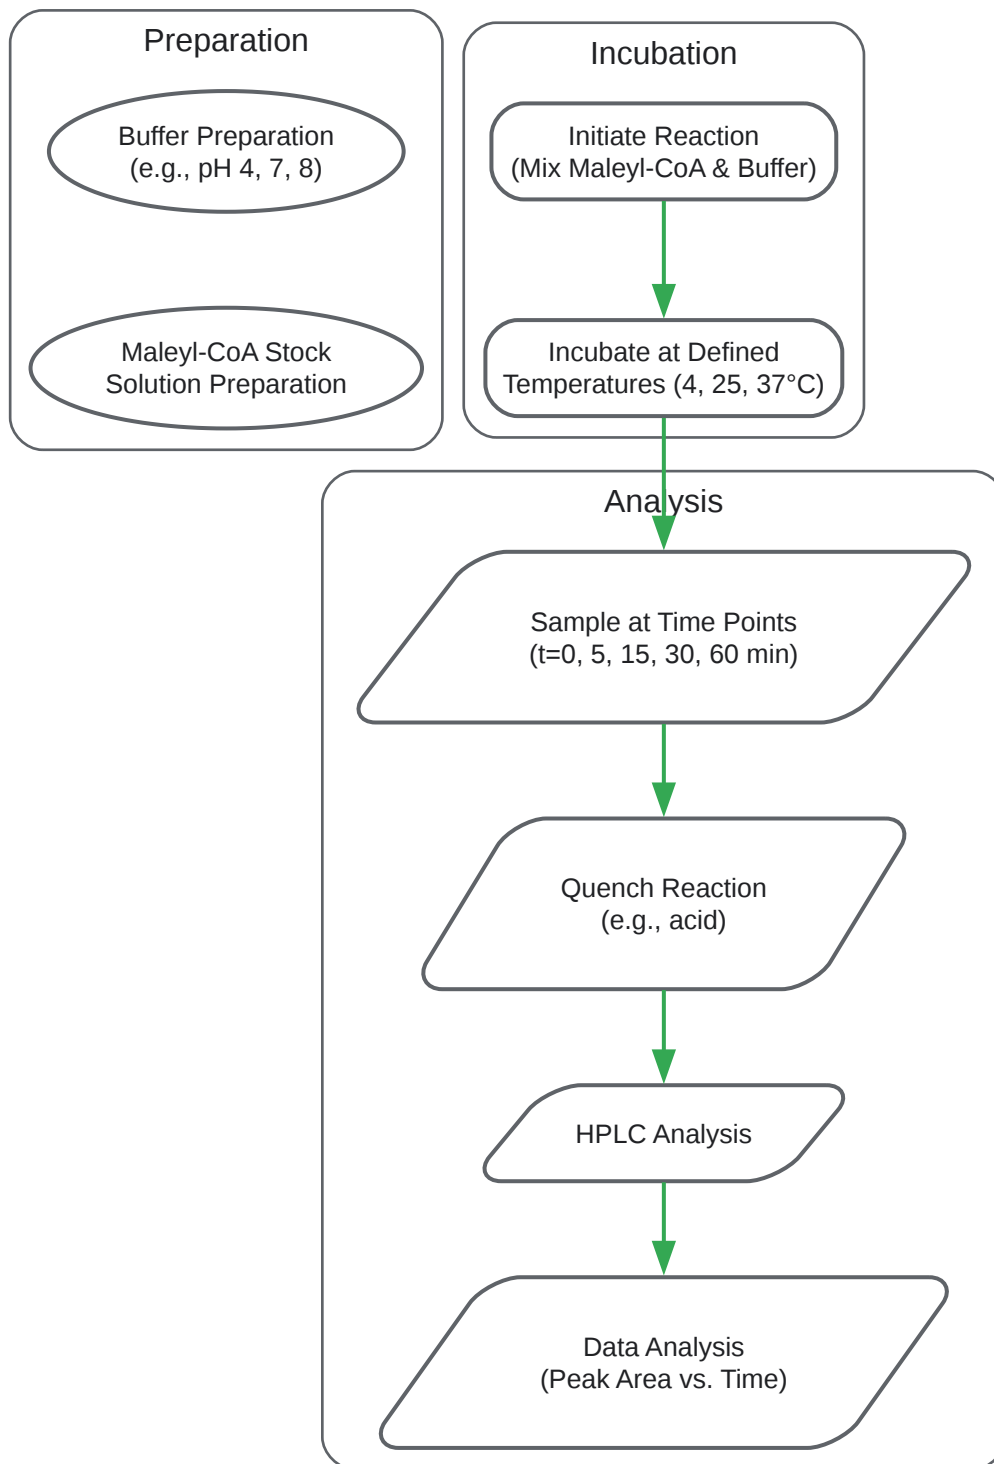 Preparation
Buffer Preparation
(e.g., pH 4, 7, 8)
Maleyl-CoA Stock
Solution Preparation
Incubation
Initiate Reaction
(Mix Maleyl-CoA & Buffer)
Incubate at Defined
Temperatures (4, 25, 37°C)
Analysis
Sample at Time Points
(t=0, 5, 15, 30, 60 min)
Quench Reaction
(e.g., acid)
HPLC Analysis
Data Analysis
(Peak Area vs. Time)